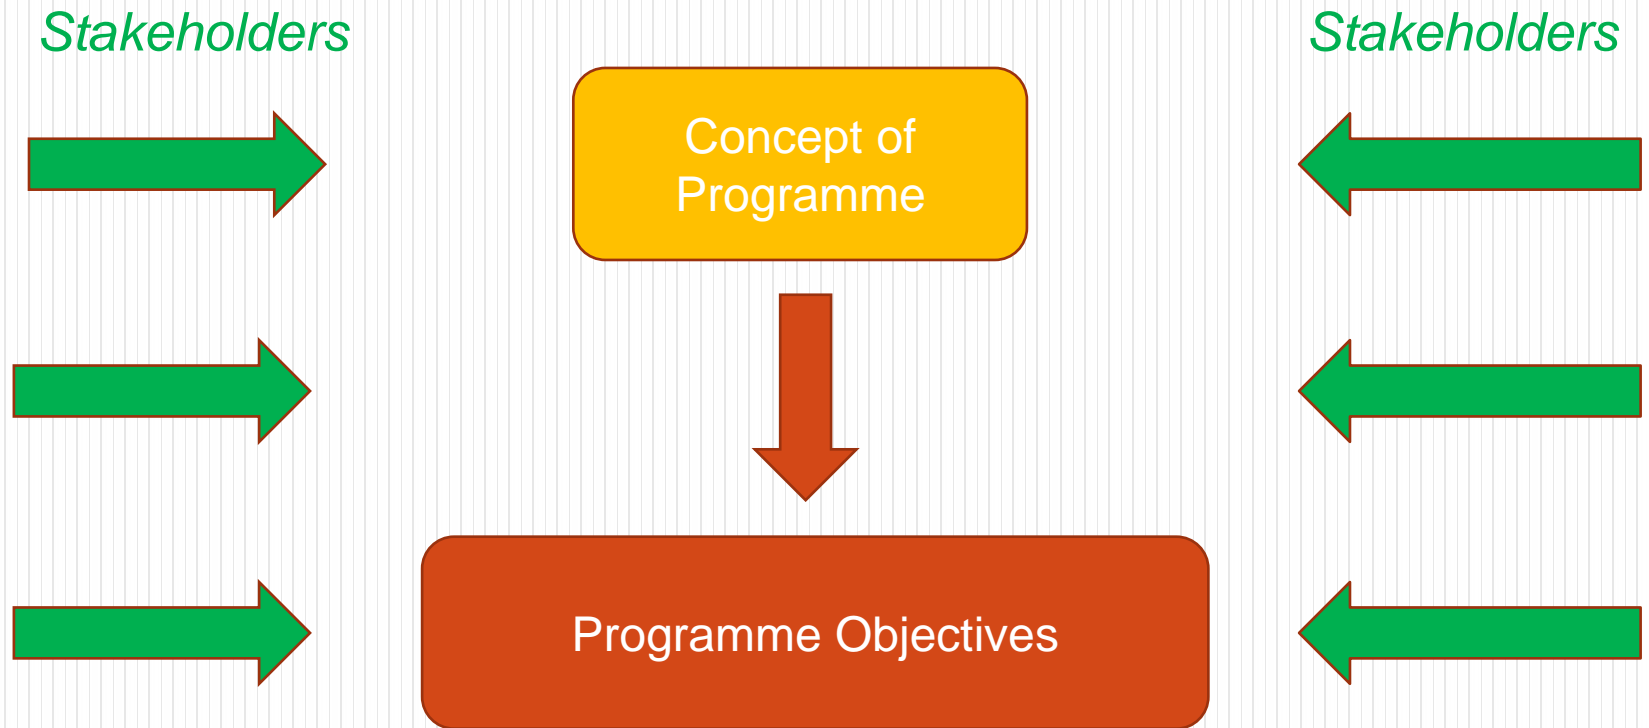 Stakeholders
Stakeholders
Concept of
Programme
Programme Objectives